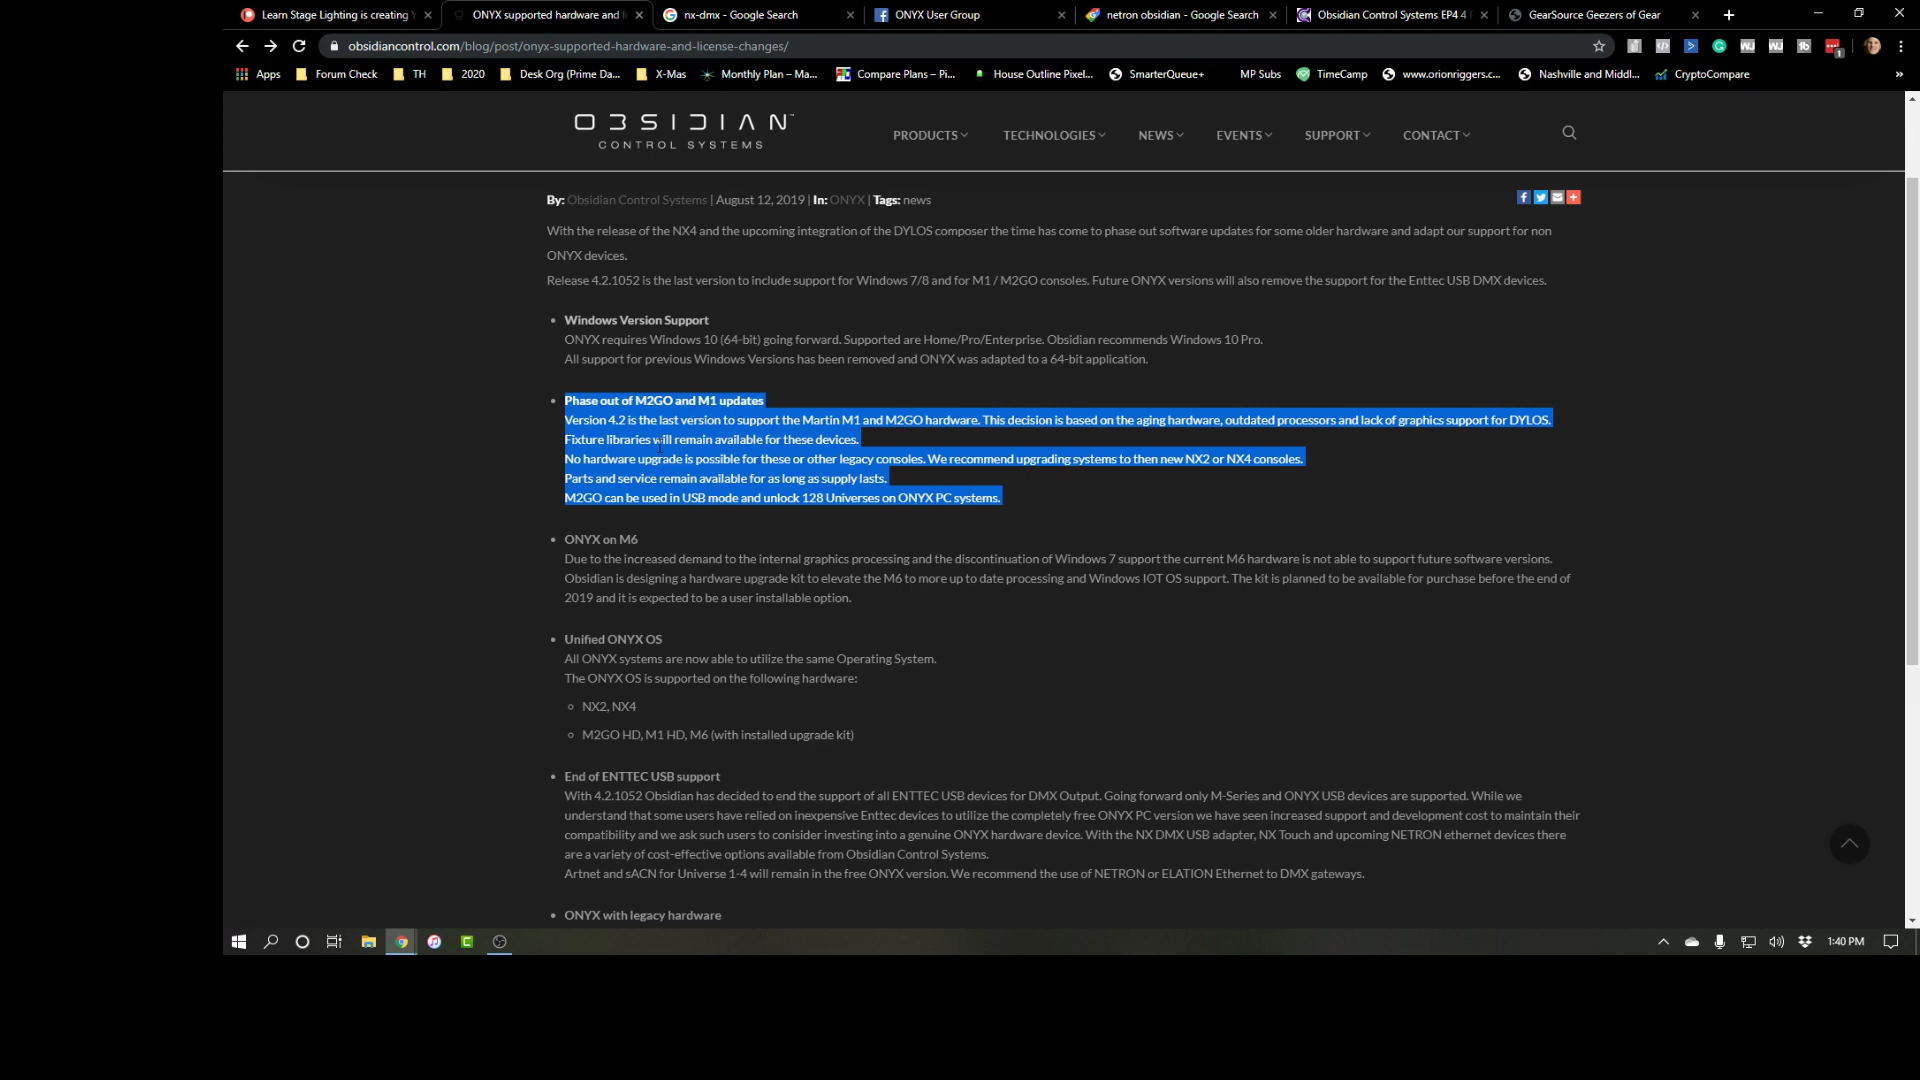 Learn Stage Lighting is creating
ONYX supported hardware and l
nx-dmx - Google Search
ONYX User Group
netron obsidian - Google Search
Obsidian Control Systems EP4 4
GearSource Geezers of Gear
obsidiancontrol.com/blog/post/onyx-supported-hardware-and-license-changes/
Apps
Forum Check
TH
2020
Desk Org (Prime Da...
X-Mas
Monthly Plan – Ma...
Compare Plans – Pi...
House Outline Pixel...
SmarterQueue+
MP Subs
TimeCamp
www.orionriggers.c...
Nashville and Middl...
CryptoCompare
»
OBSIDIAN
CONTROL SYSTEMS
PRODUCTS
TECHNOLOGIES
NEWS
EVENTS
SUPPORT
CONTACT
By: Obsidian Control Systems | August 12, 2019 | In: ONYX | Tags: news
With the release of the NX4 and the upcoming integration of the DYLOS composer the time has come to phase out software updates for some older hardware and adapt our support for non
ONYX devices.
Release 4.2.1052 is the last version to include support for Windows 7/8 and for M1 / M2GO consoles. Future ONYX versions will also remove the support for the Enttec USB DMX devices.
• Windows Version Support
ONYX requires Windows 10 (64-bit) going forward. Supported are Home/Pro/Enterprise. Obsidian recommends Windows 10 Pro.
All support for previous Windows Versions has been removed and ONYX was adapted to a 64-bit application.
• Phase out of M2GO and M1 updates
Version 4.2 is the last version to support the Martin M1 and M2GO hardware. This decision is based on the aging hardware, outdated processors and lack of graphics support for DYLOS.
Fixture libraries will remain available for these devices.
No hardware upgrade is possible for these or other legacy consoles. We recommend upgrading systems to then new NX2 or NX4 consoles.
Parts and service remain available for as long as supply lasts.
M2GO can be used in USB mode and unlock 128 Universes on ONYX PC systems.
• ONYX on M6
Due to the increased demand to the internal graphics processing and the discontinuation of Windows 7 support the current M6 hardware is not able to support future software versions.
Obsidian is designing a hardware upgrade kit to elevate the M6 to more up to date processing and Windows IOT OS support. The kit is planned to be available for purchase before the end of
2019 and it is expected to be a user installable option.
• Unified ONYX OS
All ONYX systems are now able to utilize the same Operating System.
The ONYX OS is supported on the following hardware:
NX2, NX4
M2GO HD, M1 HD, M6 (with installed upgrade kit)
• End of ENTTEC USB support
With 4.2.1052 Obsidian has decided to end the support of all ENTTEC USB devices for DMX Output. Going forward only M-Series and ONYX USB devices are supported. While we
understand that some users have relied on inexpensive Enttec devices to utilize the completely free ONYX PC version we have seen increased support and development cost to maintain their
compatibility and we ask such users to conisider investing into a genuine ONYX hardware device. With the NX DMX USB adapter, NX Touch and upcoming NETRON ethernet devices there
are a variety of cost-effective options available from Obsidian Control Systems.
Artnet and sACN for Universe 1-4 will remain in the free ONYX version. We recommend the use of NETRON or ELATION Ethernet to DMX gateways.
• ONYX with legacy hardware
1:40 PM